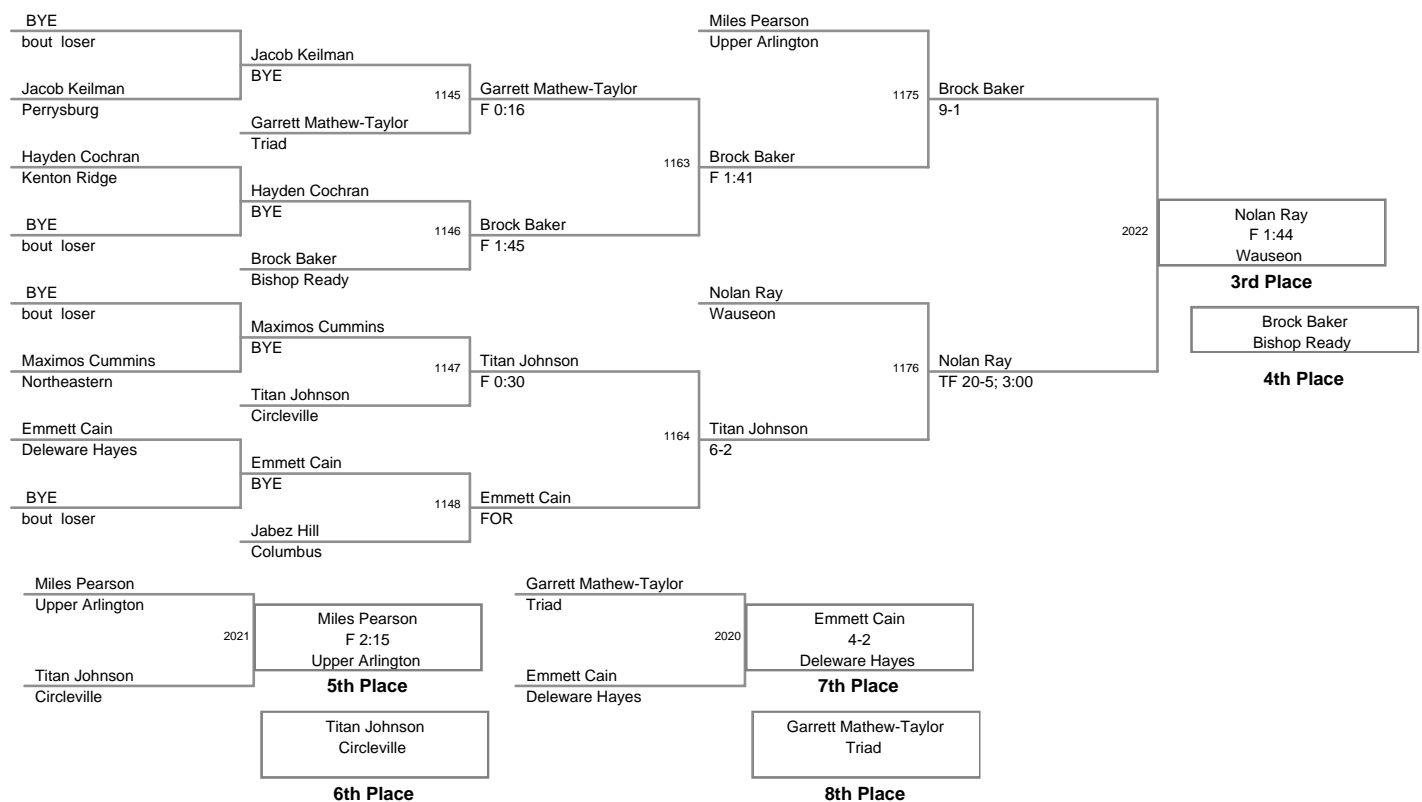 BYE
bout loser
Jacob Keilman
Perrysburg
Hayden Cochran
Kenton Ridge
BYE
bout loser
BYE
bout loser
Maximos Cummins
Northeastern
Emmett Cain
Deleware Hayes
BYE
bout loser
Jacob Keilman
BYE
1145
Garrett Mathew-Taylor
Triad
Hayden Cochran
BYE
1146
Brock Baker
Bishop Ready
Maximos Cummins
BYE
1147
Titan Johnson
Circleville
Emmett Cain
BYE
1148
Jabez Hill
Columbus
Garrett Mathew-Taylor
F 0:16
1163
Brock Baker
F 1:45
Titan Johnson
F 0:30
1164
Emmett Cain
FOR
Miles Pearson
Upper Arlington
1175
Brock Baker
F 1:41
Nolan Ray
Wauseon
1176
Titan Johnson
6-2
Brock Baker
9-1
2022
Nolan Ray
TF 20-5; 3:00
Nolan Ray
F 1:44
Wauseon
3rd Place
Brock Baker
Bishop Ready
4th Place
Miles Pearson
Upper Arlington
2021
Titan Johnson
Circleville
Miles Pearson
F 2:15
Upper Arlington
5th Place
Titan Johnson
Circleville
6th Place
Garrett Mathew-Taylor
Triad
2020
Emmett Cain
Deleware Hayes
Emmett Cain
4-2
Deleware Hayes
7th Place
Garrett Mathew-Taylor
Triad
8th Place